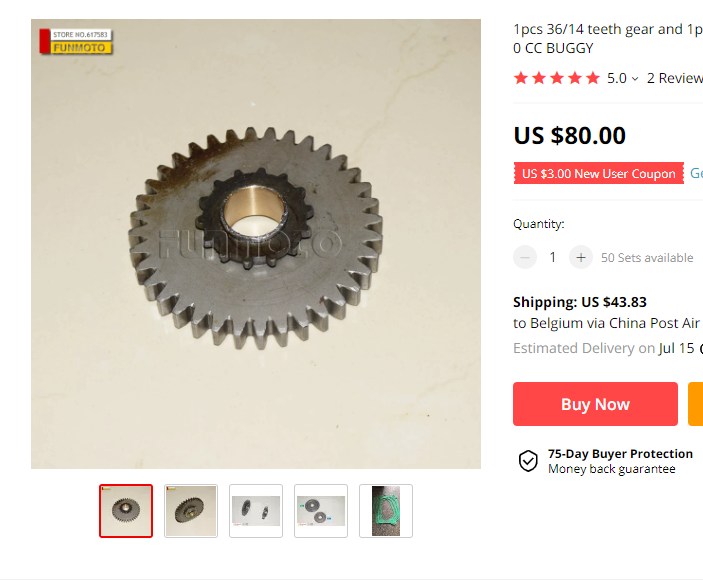 STORE NO.617583
FUNMOTO
FUNMOTO
1pcs 36/14 teeth gear and 1p
0 CC BUGGY
5.0
2 Review
US $80.00
US $3.00 New User Coupon
Ge
Quantity:
1
50 Sets available
Shipping: US $43.83
to Belgium via China Post Air
Estimated Delivery on Jul 15
Buy Now
75-Day Buyer Protection
Money back guarantee